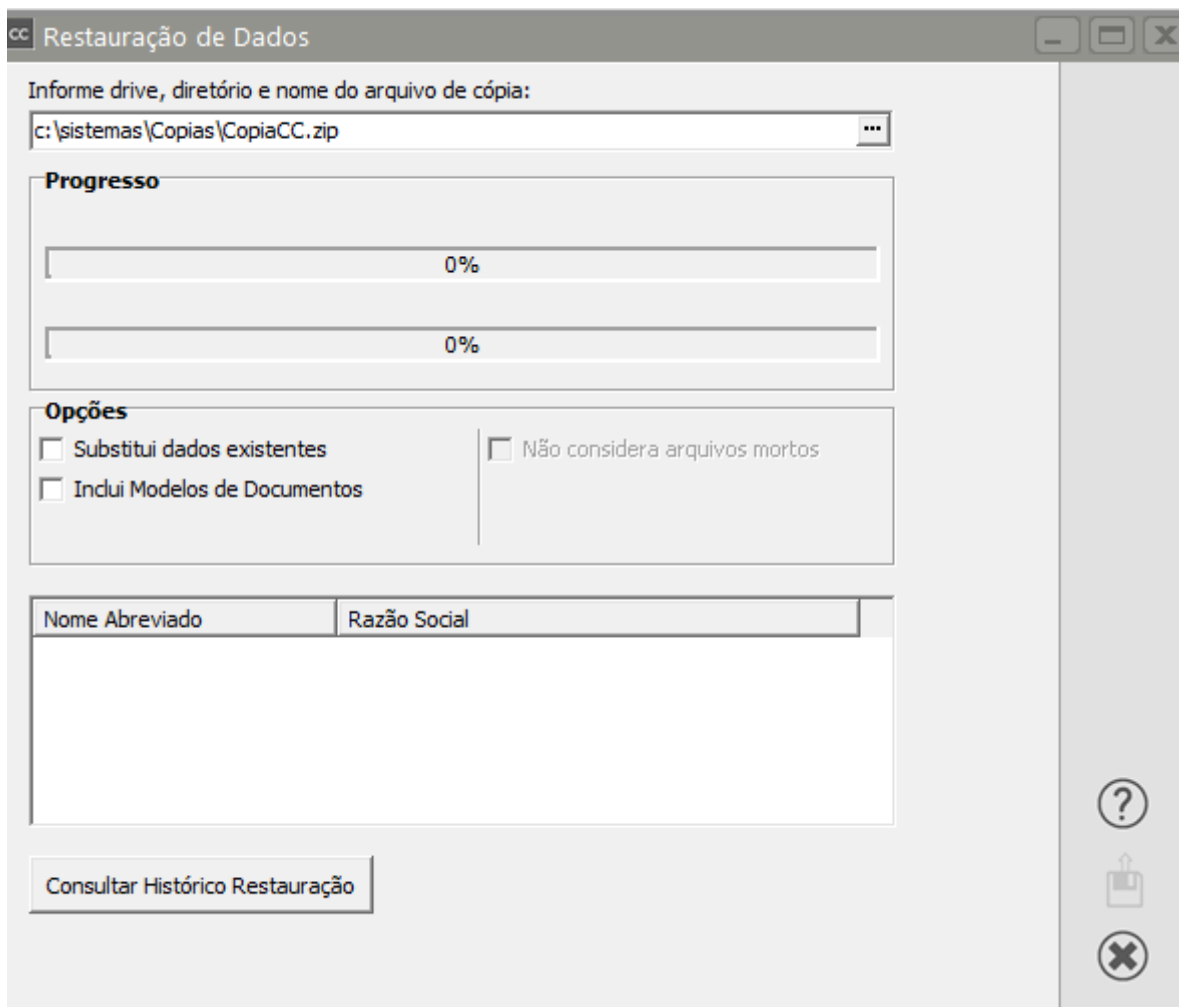 CC Restauração de Dados
Informe drive, diretório e nome do arquivo de cópia:
c:\sistemas\Copias\CopiaCC.zip ...
Progresso
0%
0%
Opções
Substitui dados existentes Não considera arquivos mortos
Inclui Modelos de Documentos
Nome Abreviado Razão Social
?
Consultar Histórico Restauração